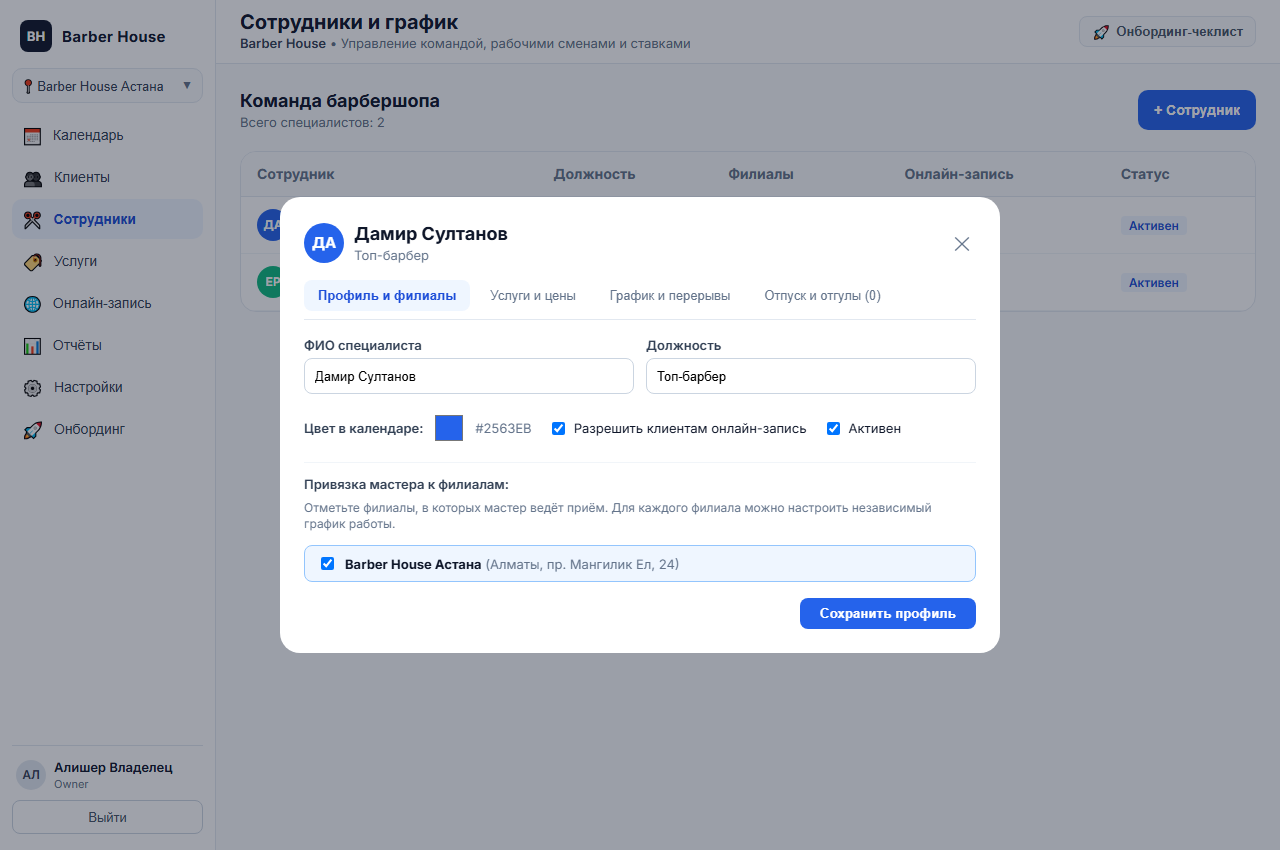 BH Barber House
Barber House Астана ▼
Календарь
Клиенты
Сотрудники
Услуги
Онлайн-запись
Отчёты
Настройки
Онбординг
АЛ
Алишер Владелец
Owner
Выйти
Сотрудники и график
Barber House • Управление командой, рабочими сменами и ставками
Онбординг-чеклист
Команда барбершопа
Всего специалистов: 2
+ Сотрудник
Сотрудник Должность Филиалы Онлайн-запись Статус
ДА Активен
ЕР Активен
ДА
Дамир Султанов
Топ-барбер
Профиль и филиалы Услуги и цены График и перерывы Отпуск и отгулы (0)
ФИО специалиста Должность
Дамир Султанов Топ-барбер
Цвет в календаре: #2563EB Разрешить клиентам онлайн-запись Активен
Привязка мастера к филиалам:
Отметьте филиалы, в которых мастер ведёт приём. Для каждого филиала можно настроить независимый
график работы.
Barber House Астана (Алматы, пр. Мангилик Ел, 24)
Сохранить профиль